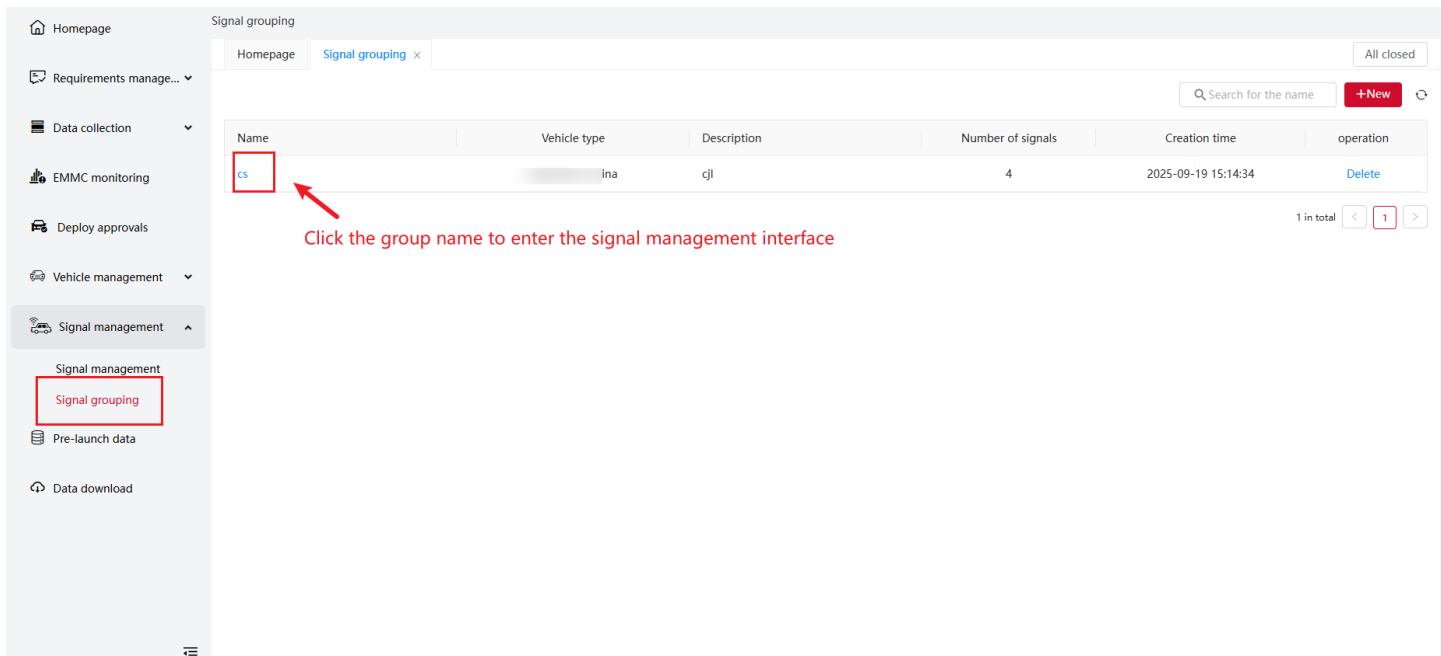 Signal grouping
Homepage
Requirements manage...
Data collection
EMMC monitoring
Deploy approvals
Vehicle management
Signal management
Signal management
Signal grouping
Pre-launch data
Data download
Homepage Signal grouping × All closed
Search for the name +New
Name Vehicle type Description Number of signals Creation time operation
cs ina cjl 4 2025-09-19 15:14:34 Delete
1 in total < 1 >
Click the group name to enter the signal management interface